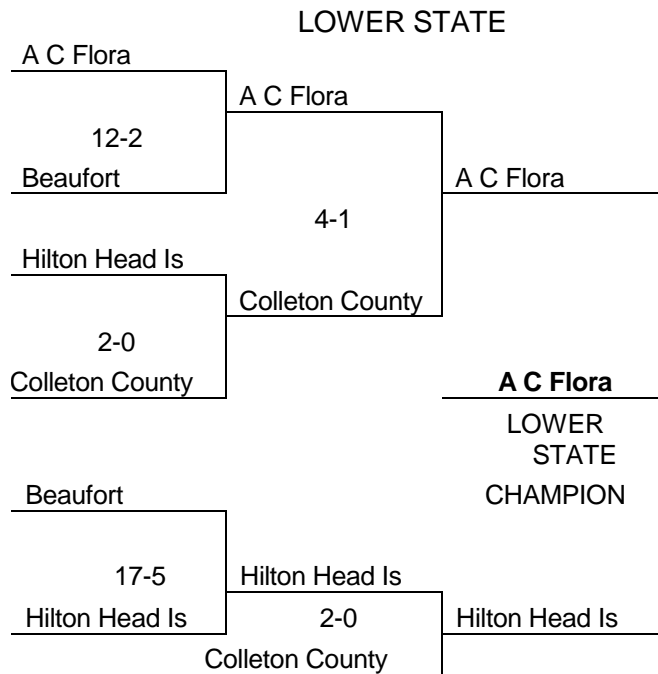 LOWER STATE
A C Flora
A C Flora
12-2
Beaufort
A C Flora
4-1
Hilton Head Is
Colleton County
2-0
Colleton County
A C Flora
LOWER
STATE
CHAMPION
Beaufort
17-5
Hilton Head Is
Hilton Head Is
2-0
Hilton Head Is
Colleton County